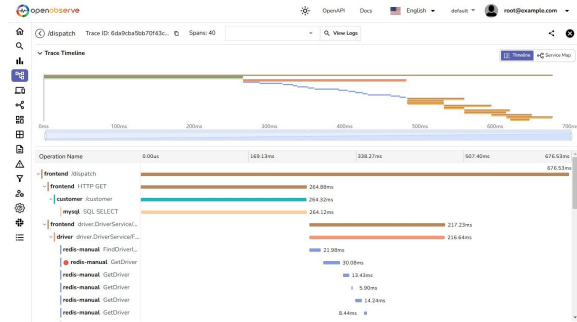 openobserve
OpenAPI Docs English default root@example.com
/dispatch Trace ID: 6da9cba5bb70f43c... Spans: 40 View Logs
Trace Timeline
Timeline Service Map
0ms 100ms 200ms 300ms 400ms 500ms 600ms 700ms
Operation Name 0.00us 169.13ms 338.27ms 507.40ms 676.53ms
676.53ms
frontend /dispatch
frontend HTTP GET 264.88ms
customer /customer 264.32ms
mysql SQL SELECT 264.12ms
frontend driver.DriverService/... 217.23ms
driver driver.DriverService/F... 216.64ms
redis-manual FindDriverI... 21.98ms
redis-manual GetDriver 30.08ms
redis-manual GetDriver 13.43ms
redis-manual GetDriver 5.90ms
redis-manual GetDriver 14.24ms
redis-manual GetDriver 8.44ms